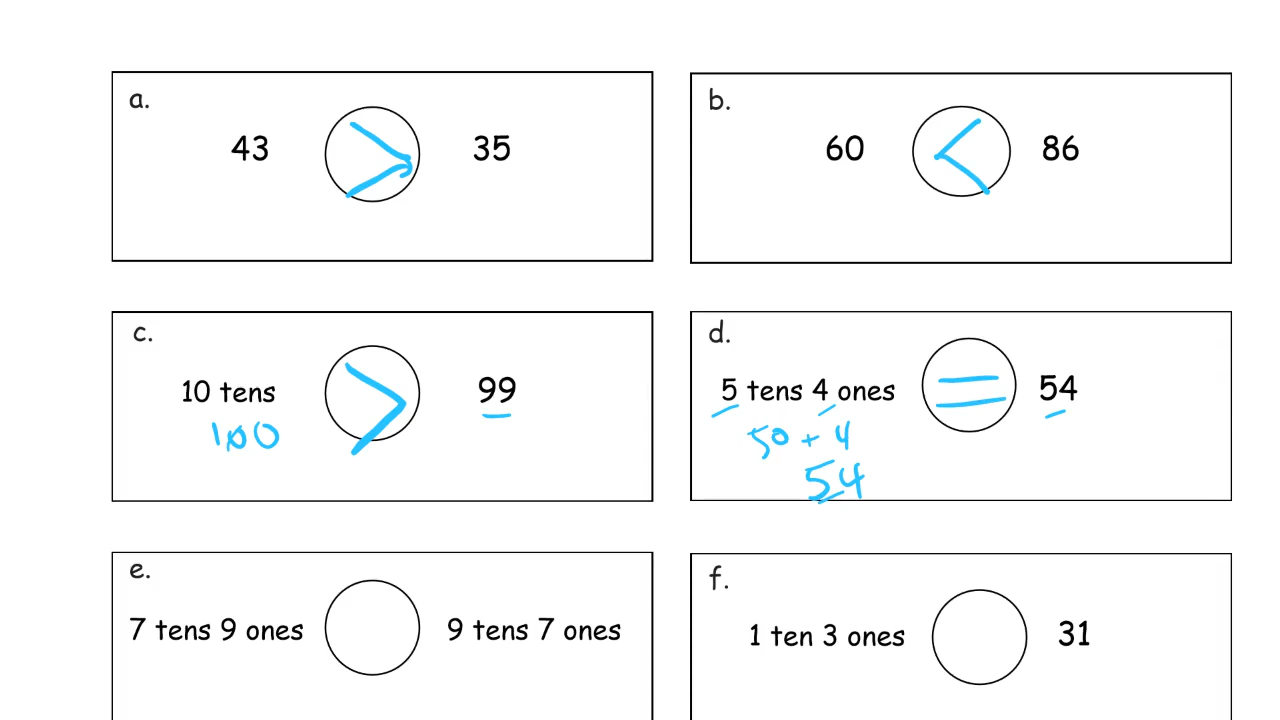 a.
43 > 35
b.
60 < 86
c.
10 tens > 99
100
d.
5 tens 4 ones = 54
50 + 4
54
e.
7 tens 9 ones 9 tens 7 ones
f.
1 ten 3 ones 31